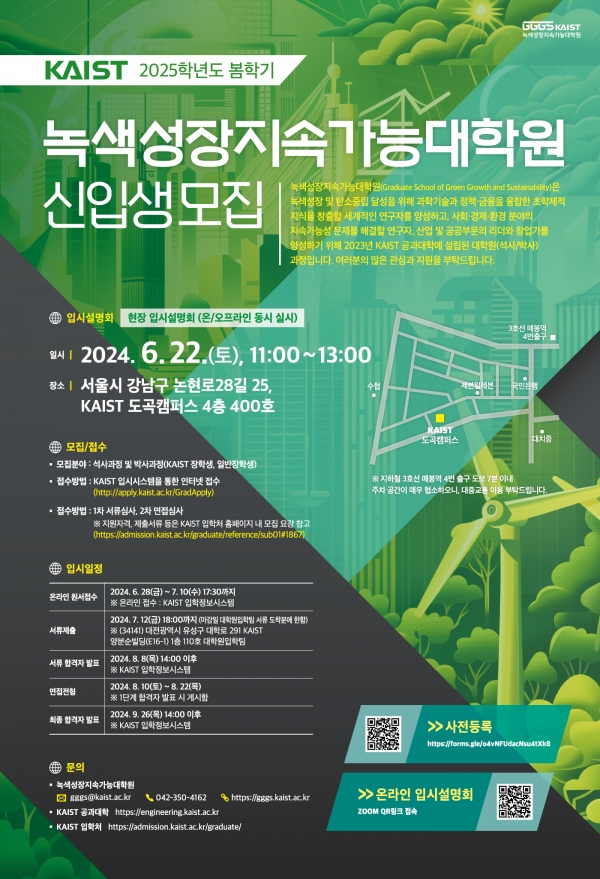 GGGS KAIST
녹색성장지속가능대학원
KAIST 2025학년도 봄학기
녹색성장지속가능대학원
신입생 모집
녹색성장지속가능대학원(Graduate School of Green Growth and Sustainability)은
녹색성장 및 탄소중립 달성을 위해 과학기술과 정책·금융을 융합한 초학제적
지식을 창출할 세계적인 연구자를 양성하고, 사회·경제·환경 분야의
지속가능성 문제를 해결할 연구자, 산업 및 공공부문의 리더와 창업가를
양성하기 위해 2023년 KAIST 공과대학에 설립된 대학원(석사/박사)
과정입니다. 여러분의 많은 관심과 지원을 부탁드립니다.
입시설명회 현장 입시설명회 (온/오프라인 동시 실시)
일시 | 2024. 6. 22.(토), 11:00 ~ 13:00
장소 | 서울시 강남구 논현로28길 25,
KAIST 도곡캠퍼스 4층 400호
3호선 매봉역
4번출구
수협
세븐일레븐
국민은행
KAIST
도곡캠퍼스
대치중
※ 지하철 3호선 매봉역 4번 출구 도보 7분 이내
주차 공간이 매우 협소하오니, 대중교통 이용 부탁드립니다.
모집/접수
• 모집분야 : 석사과정 및 박사과정(KAIST 장학생, 일반장학생)
• 접수방법 : KAIST 입시시스템을 통한 인터넷 접수
(http://apply.kaist.ac.kr/GradApply)
• 접수방법 : 1차 서류심사, 2차 면접심사
※ 지원자격, 제출서류 등은 KAIST 입학처 홈페이지 내 모집 요강 참고
(https://admission.kaist.ac.kr/graduate/reference/sub01#1867)
입시일정
온라인 원서접수 2024. 6. 28(금) ~ 7. 10(수) 17:30까지
※ 온라인 접수 : KAIST 입학정보시스템
서류제출 2024. 7. 12(금) 18:00까지 (마감일 대학원입학팀 서류 도착분에 한함)
※ (34141) 대전광역시 유성구 대학로 291 KAIST
양분순빌딩(E16-1) 1층 110호 대학원입학팀
서류 합격자 발표 2024. 8. 8(목) 14:00 이후
※ KAIST 입학정보시스템
면접전형 2024. 8. 10(토) ~ 8. 22(목)
※ 1단계 합격자 발표 시 게시함
최종 합격자 발표 2024. 9. 26(목) 14:00 이후
※ KAIST 입학정보시스템
문의
• 녹색성장지속가능대학원
gggs@kaist.ac.kr 042-350-4162 https://gggs.kaist.ac.kr
• KAIST 공과대학 https://engineering.kaist.ac.kr
• KAIST 입학처 https://admission.kaist.ac.kr/graduate/
>> 사전등록
https://forms.gle/o4vNFUdacNsu4tXk8
>> 온라인 입시설명회
ZOOM QR링크 접속